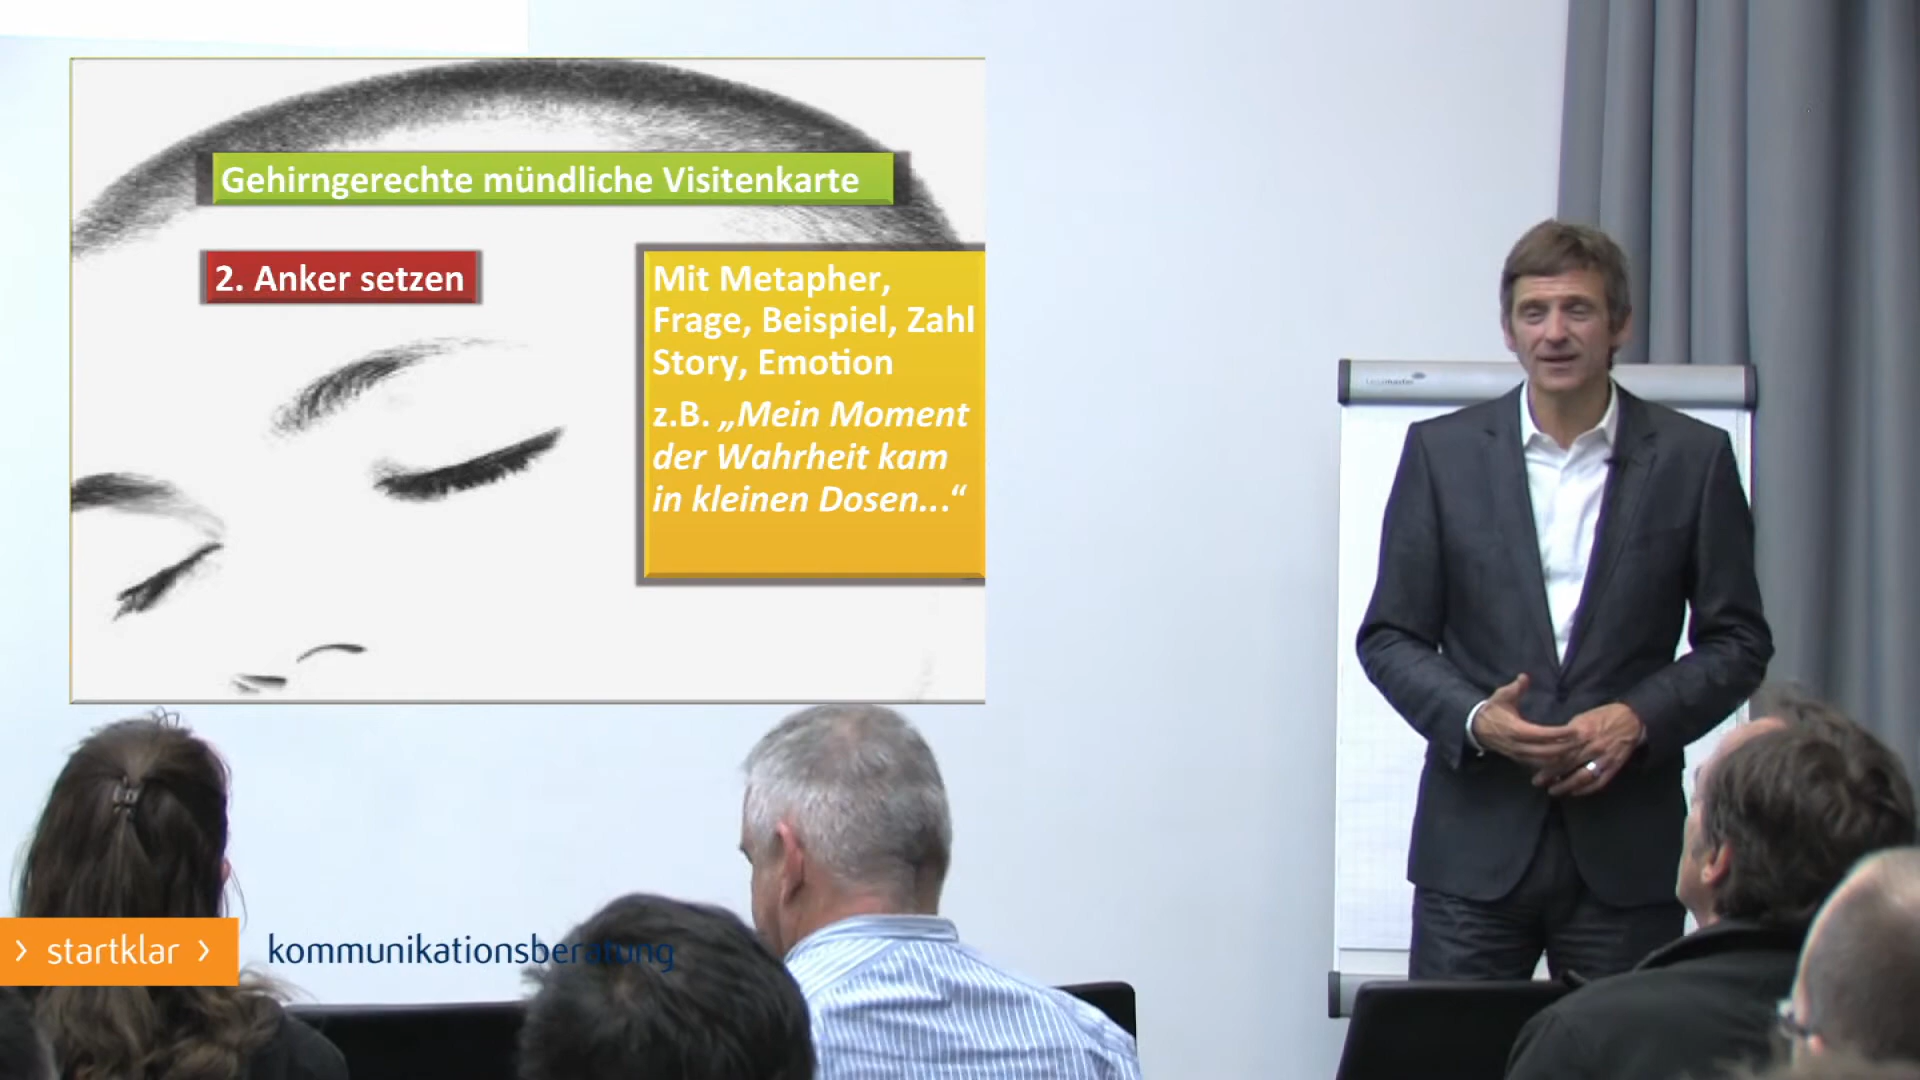 Gehirngerechte mündliche Visitenkarte
2. Anker setzen
Mit Metapher,
Frage, Beispiel, Zahl
Story, Emotion
z.B. „Mein Moment
der Wahrheit kam
in kleinen Dosen...“
> startklar >
kommunikationsberatung